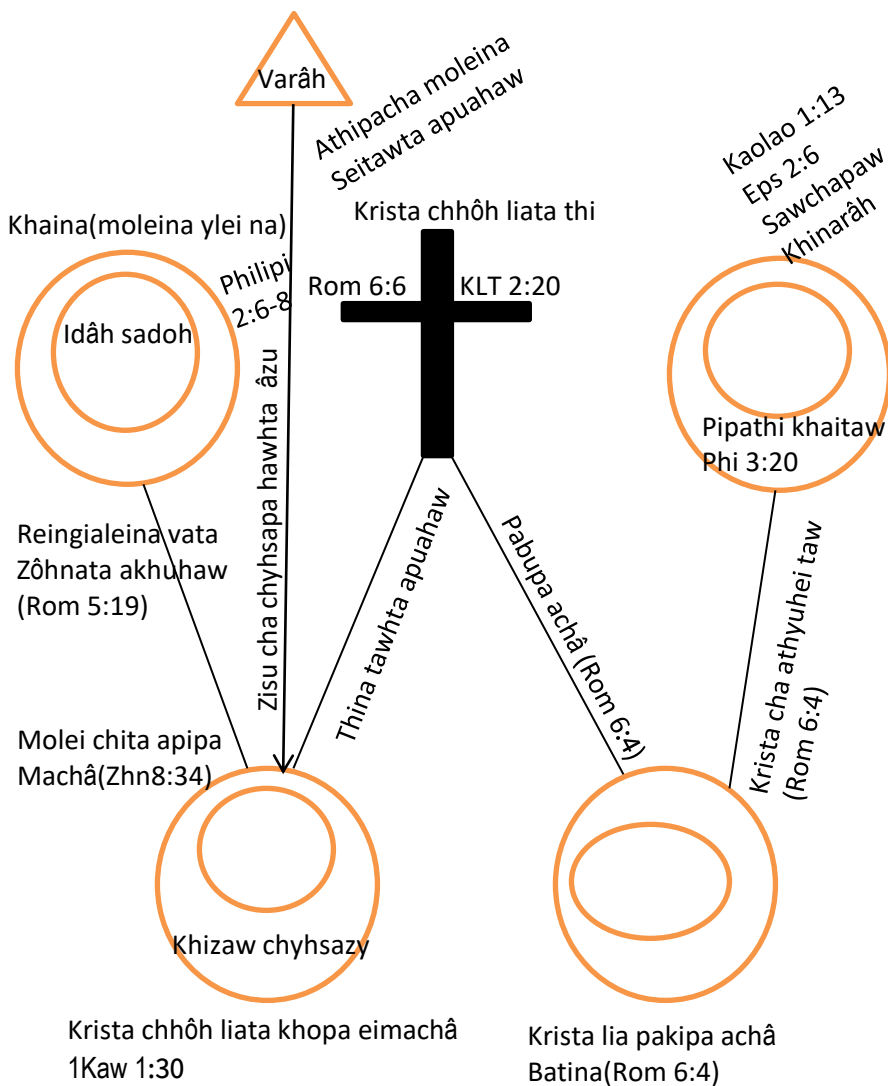 Varâh
Athipacha moleina
Seitawta apuahaw
Kaolao 1:13
Eps 2:6
Sawchapaw
Khinarâh
Krista chhôh liata thi
Khaina(moleina ylei na)
Philipi
2:6-8
Rom 6:6
KLT 2:20
Idâh sadoh
Pipathi khaitaw
Phi 3:20
Zisu cha chyhsapa hawhta âzu
Reingialeina vata
Zôhnata akhuhaw
(Rom 5:19)
Thina tawhta apuahaw
Pabupa achâ (Rom 6:4)
Krista cha athyuhei taw
(Rom 6:4)
Molei chita apipa
Machâ(Zhn8:34)
Khizaw chyhsazy
Krista chhôh liata khopa eimachâ
1Kaw 1:30
Krista lia pakipa achâ
Batina(Rom 6:4)